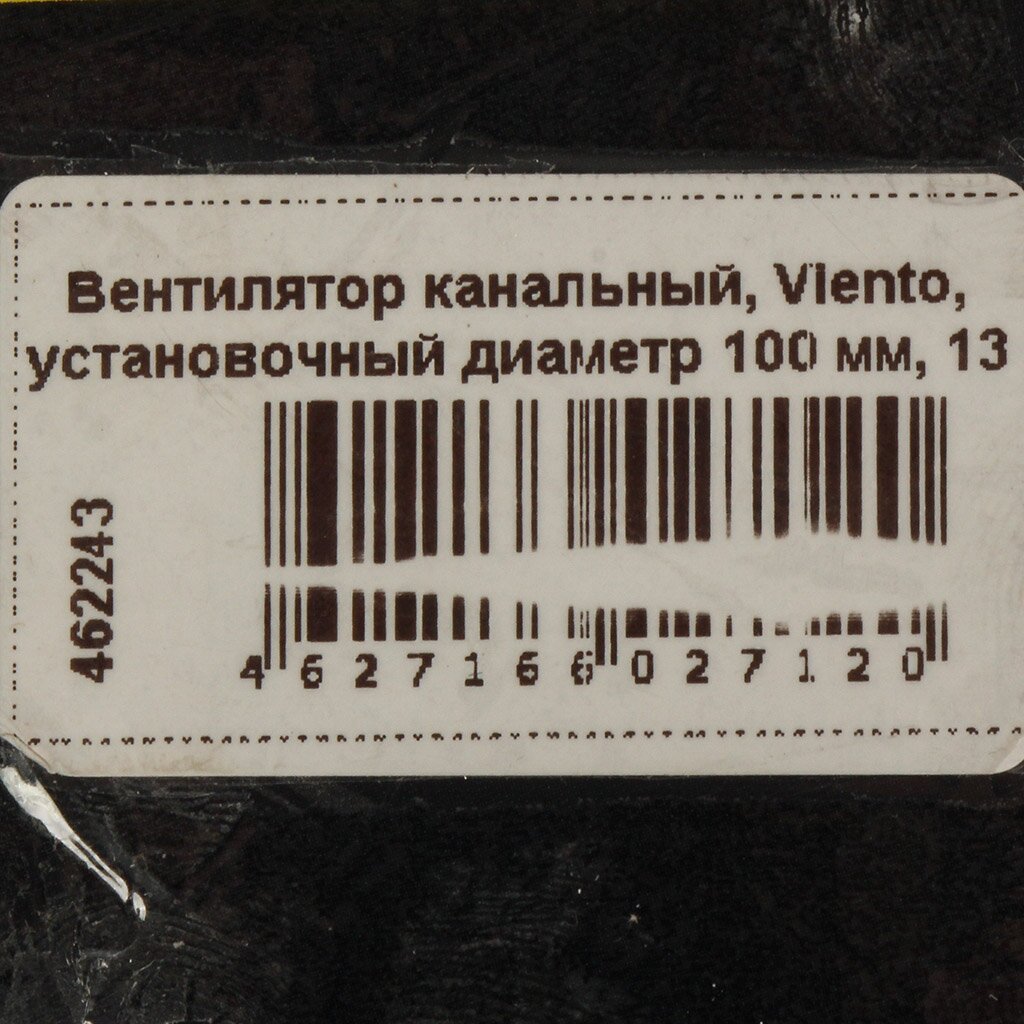 Вентилятор канальный, Viento,
установочный диаметр 100 мм, 13
462243
4 627166 027120